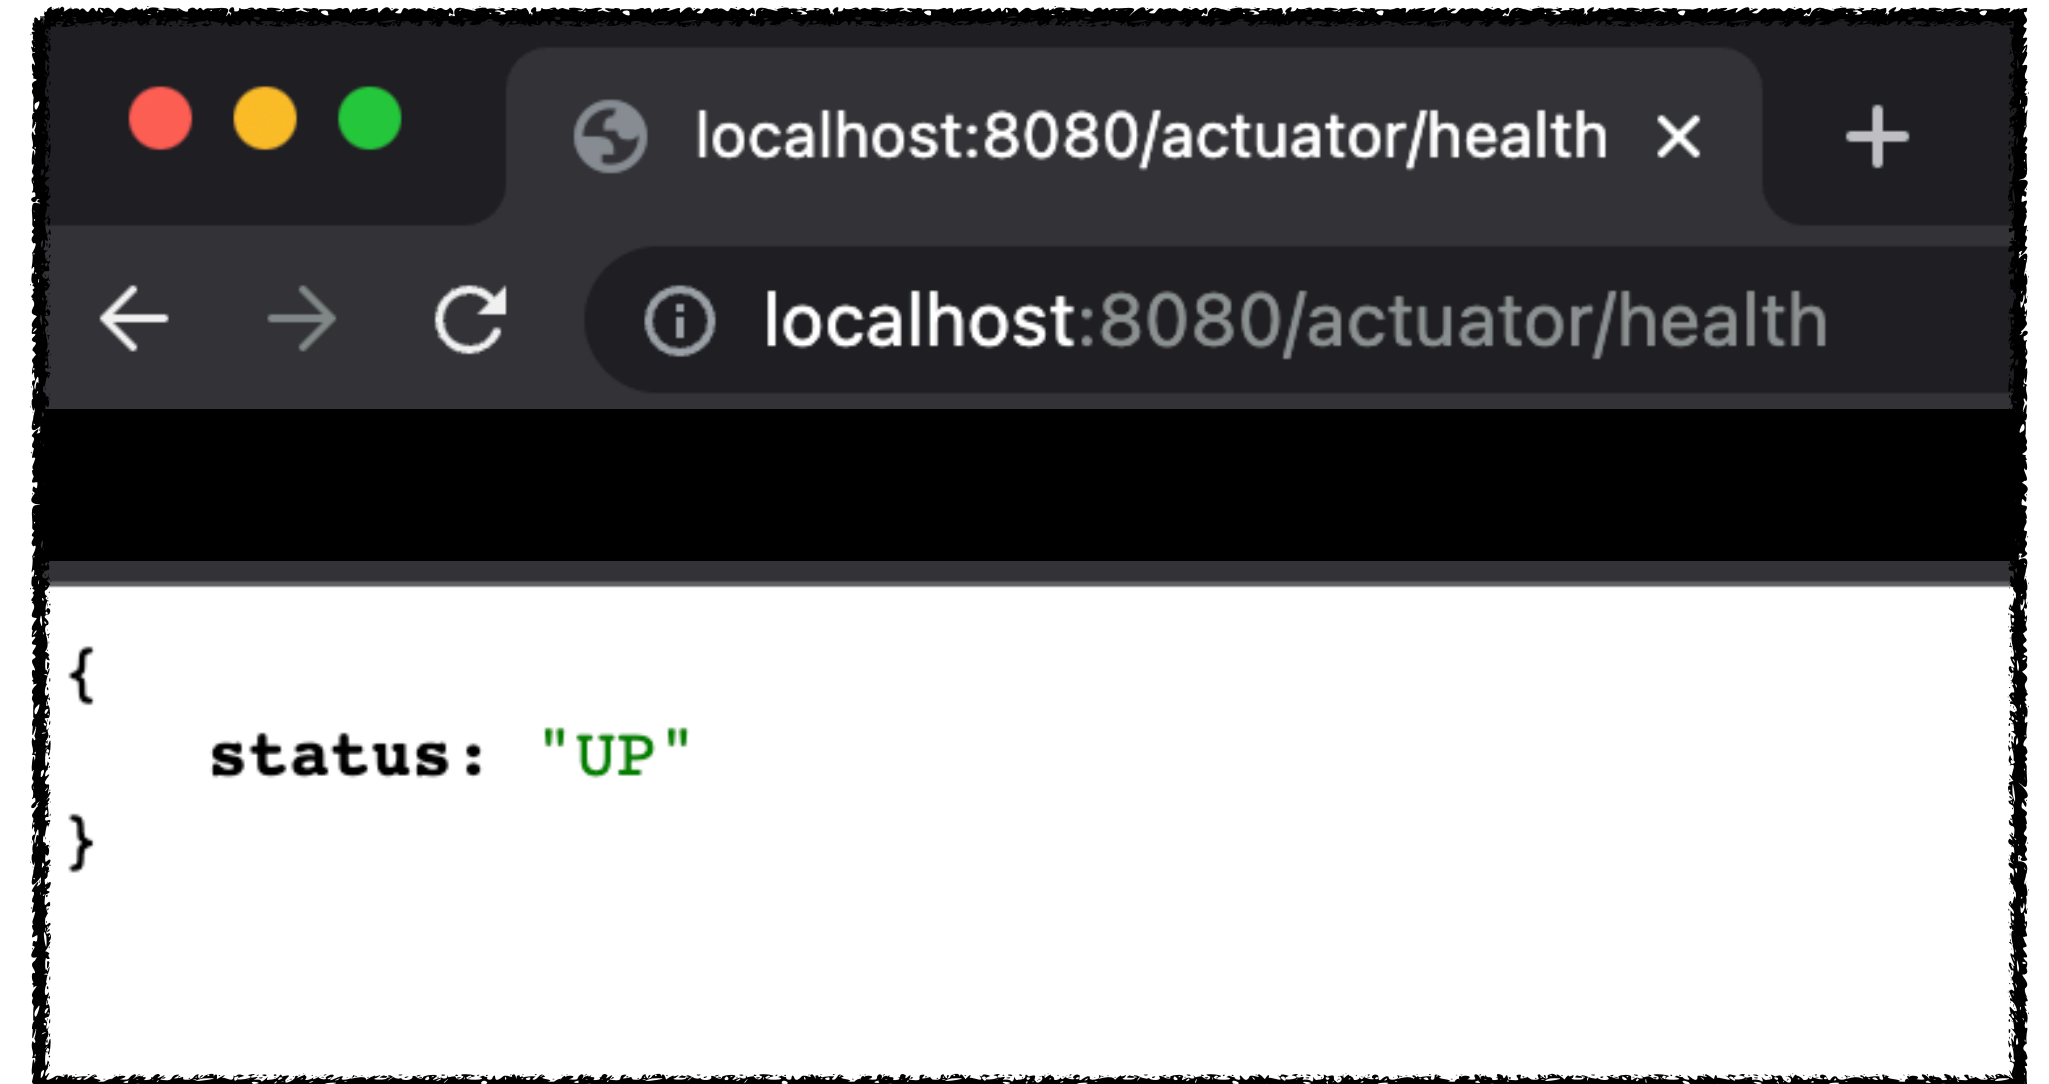 localhost:8080/actuator/health
localhost:8080/actuator/health
{
status: "UP"
}